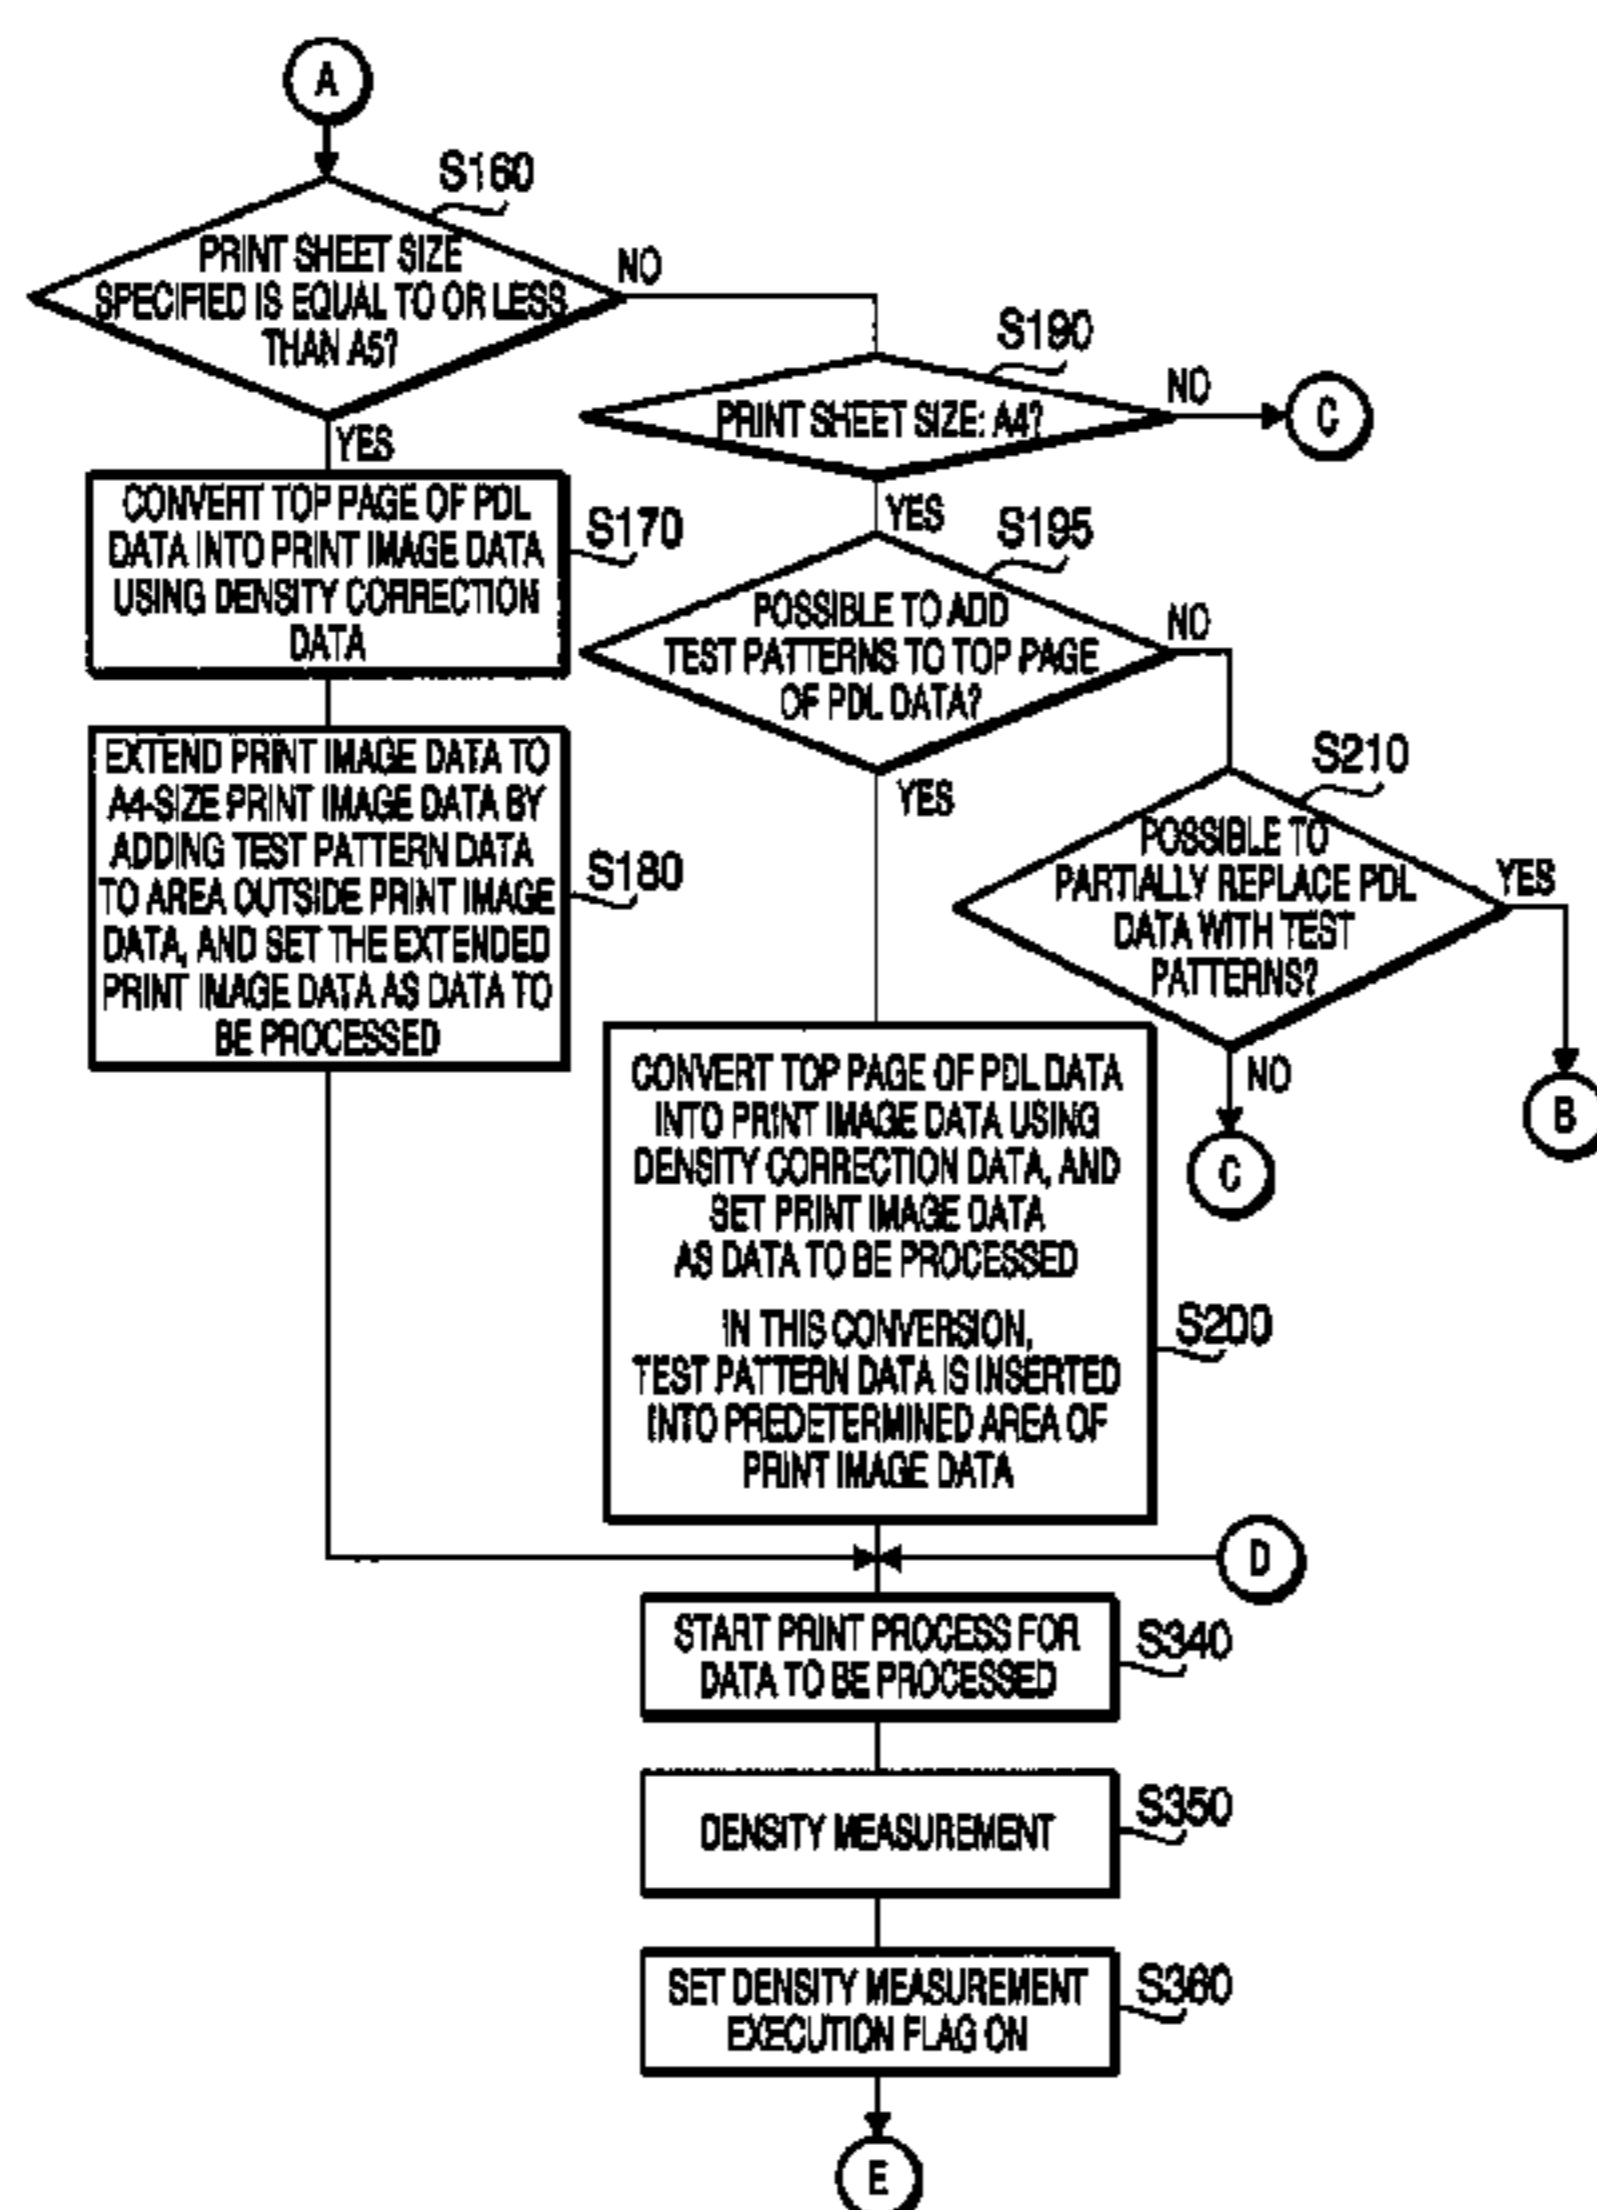 A
S160
PRINT SHEET SIZE
SPECIFIED IS EQUAL TO OR LESS
THAN A5?
NO
YES
S190
PRINT SHEET SIZE: A4?
NO
C
YES
CONVERT TOP PAGE OF PDL
DATA INTO PRINT IMAGE DATA
USING DENSITY CORRECTION
DATA
S170
S195
POSSIBLE TO ADD
TEST PATTERNS TO TOP PAGE
OF PDL DATA?
NO
YES
EXTEND PRINT IMAGE DATA TO
A4-SIZE PRINT IMAGE DATA BY
ADDING TEST PATTERN DATA
TO AREA OUTSIDE PRINT IMAGE
DATA, AND SET THE EXTENDED
PRINT IMAGE DATA AS DATA TO
BE PROCESSED
S180
S210
POSSIBLE TO
PARTIALLY REPLACE PDL
DATA WITH TEST
PATTERNS?
YES
NO
B
C
CONVERT TOP PAGE OF PDL DATA
INTO PRINT IMAGE DATA USING
DENSITY CORRECTION DATA, AND
SET PRINT IMAGE DATA
AS DATA TO BE PROCESSED
IN THIS CONVERSION,
TEST PATTERN DATA IS INSERTED
INTO PREDETERMINED AREA OF
PRINT IMAGE DATA
S200
D
START PRINT PROCESS FOR
DATA TO BE PROCESSED
S340
DENSITY MEASUREMENT
S350
SET DENSITY MEASUREMENT
EXECUTION FLAG ON
S360
E